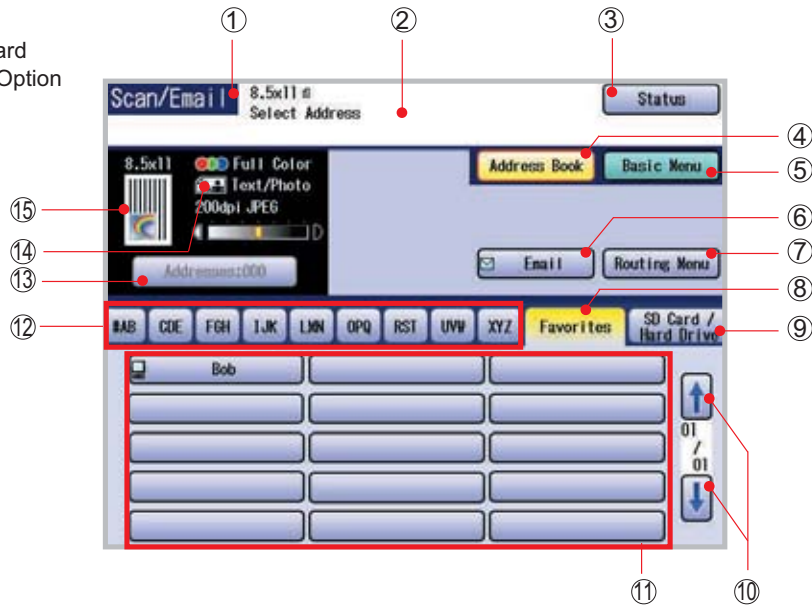 ① ② ③
ard
Option
Scan/Email 8.5x11
Select Address
Status
④
Address Book Basic Menu
⑤
8.5x11 Full Color
Text/Photo
200dpi JPEG
⑮
⑭
⑥
Email Routing Menu
⑦
⑬
Addresses:000
⑧
⑫
#AB CDE FGH IJK LMN OPQ RST UVW XYZ Favorites SD Card /
Hard Drive
⑨
Bob
01
/
01
⑪ ⑩